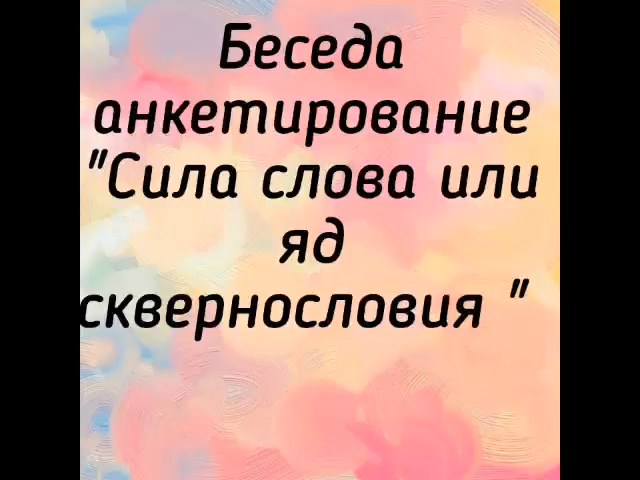 Беседа
анкетирование
"Сила слова или
яд
сквернословия "